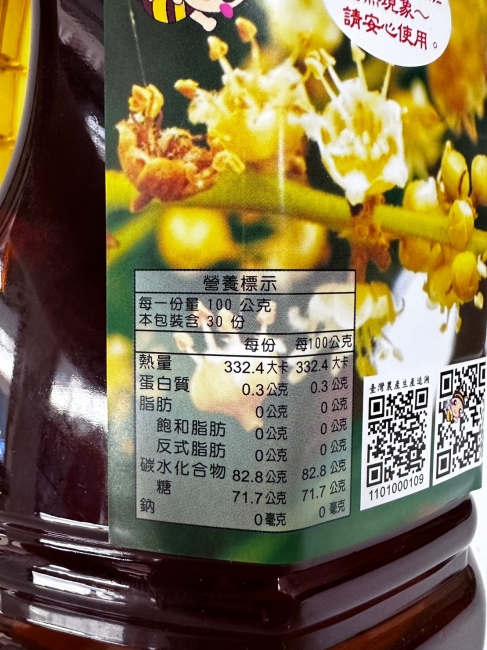 請安心使用。
營養標示
每一份量 100 公克
本包裝含 30 份
每份 每100公克
熱量 332.4大卡 332.4大卡
蛋白質 0.3公克 0.3公克
脂肪 0公克 0公克
飽和脂肪 0公克 0公克
反式脂肪 0公克 0公克
碳水化合物 82.8公克 82.8公克
糖 71.7公克 71.7公克
鈉 0毫克 0毫克
臺灣農產生產追溯
1101000109